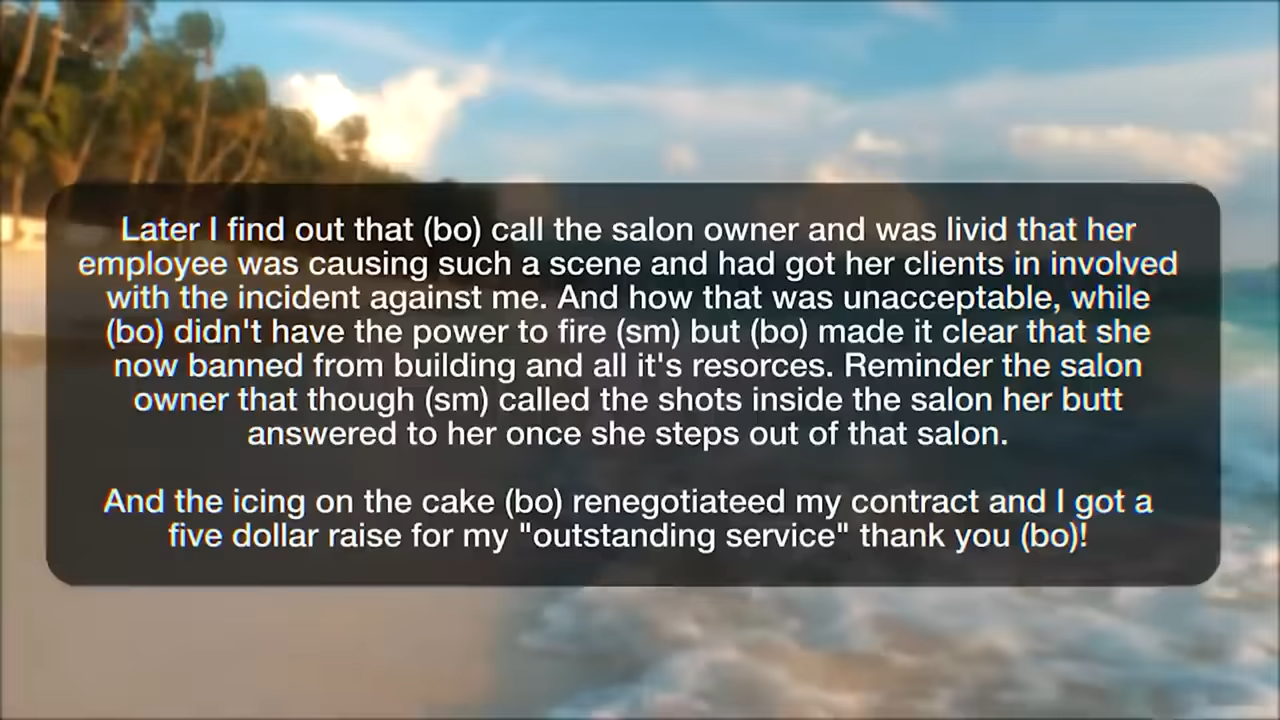 Later I find out that (bo) call the salon owner and was livid that her
employee was causing such a scene and had got her clients in involved
with the incident against me. And how that was unacceptable, while
(bo) didn't have the power to fire (sm) but (bo) made it clear that she
now banned from building and all it's resorces. Reminder the salon
owner that though (sm) called the shots inside the salon her butt
answered to her once she steps out of that salon.
And the icing on the cake (bo) renegotiateed my contract and I got a
five dollar raise for my "outstanding service" thank you (bo)!